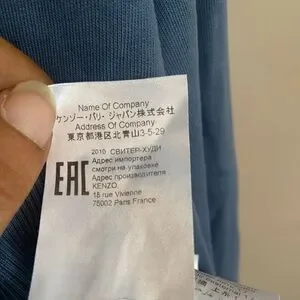 Name Of Company
ケンゾー・パリ・ジャパン株式会社
Address Of Company
東京都港区北青山3-5-29
EAC
2010 СВИТЕР-ХУДИ
Адрес импортера
смотри на упаковке
Адрес производителя
KENZO
18 rue Vivienne
75002 Paris France